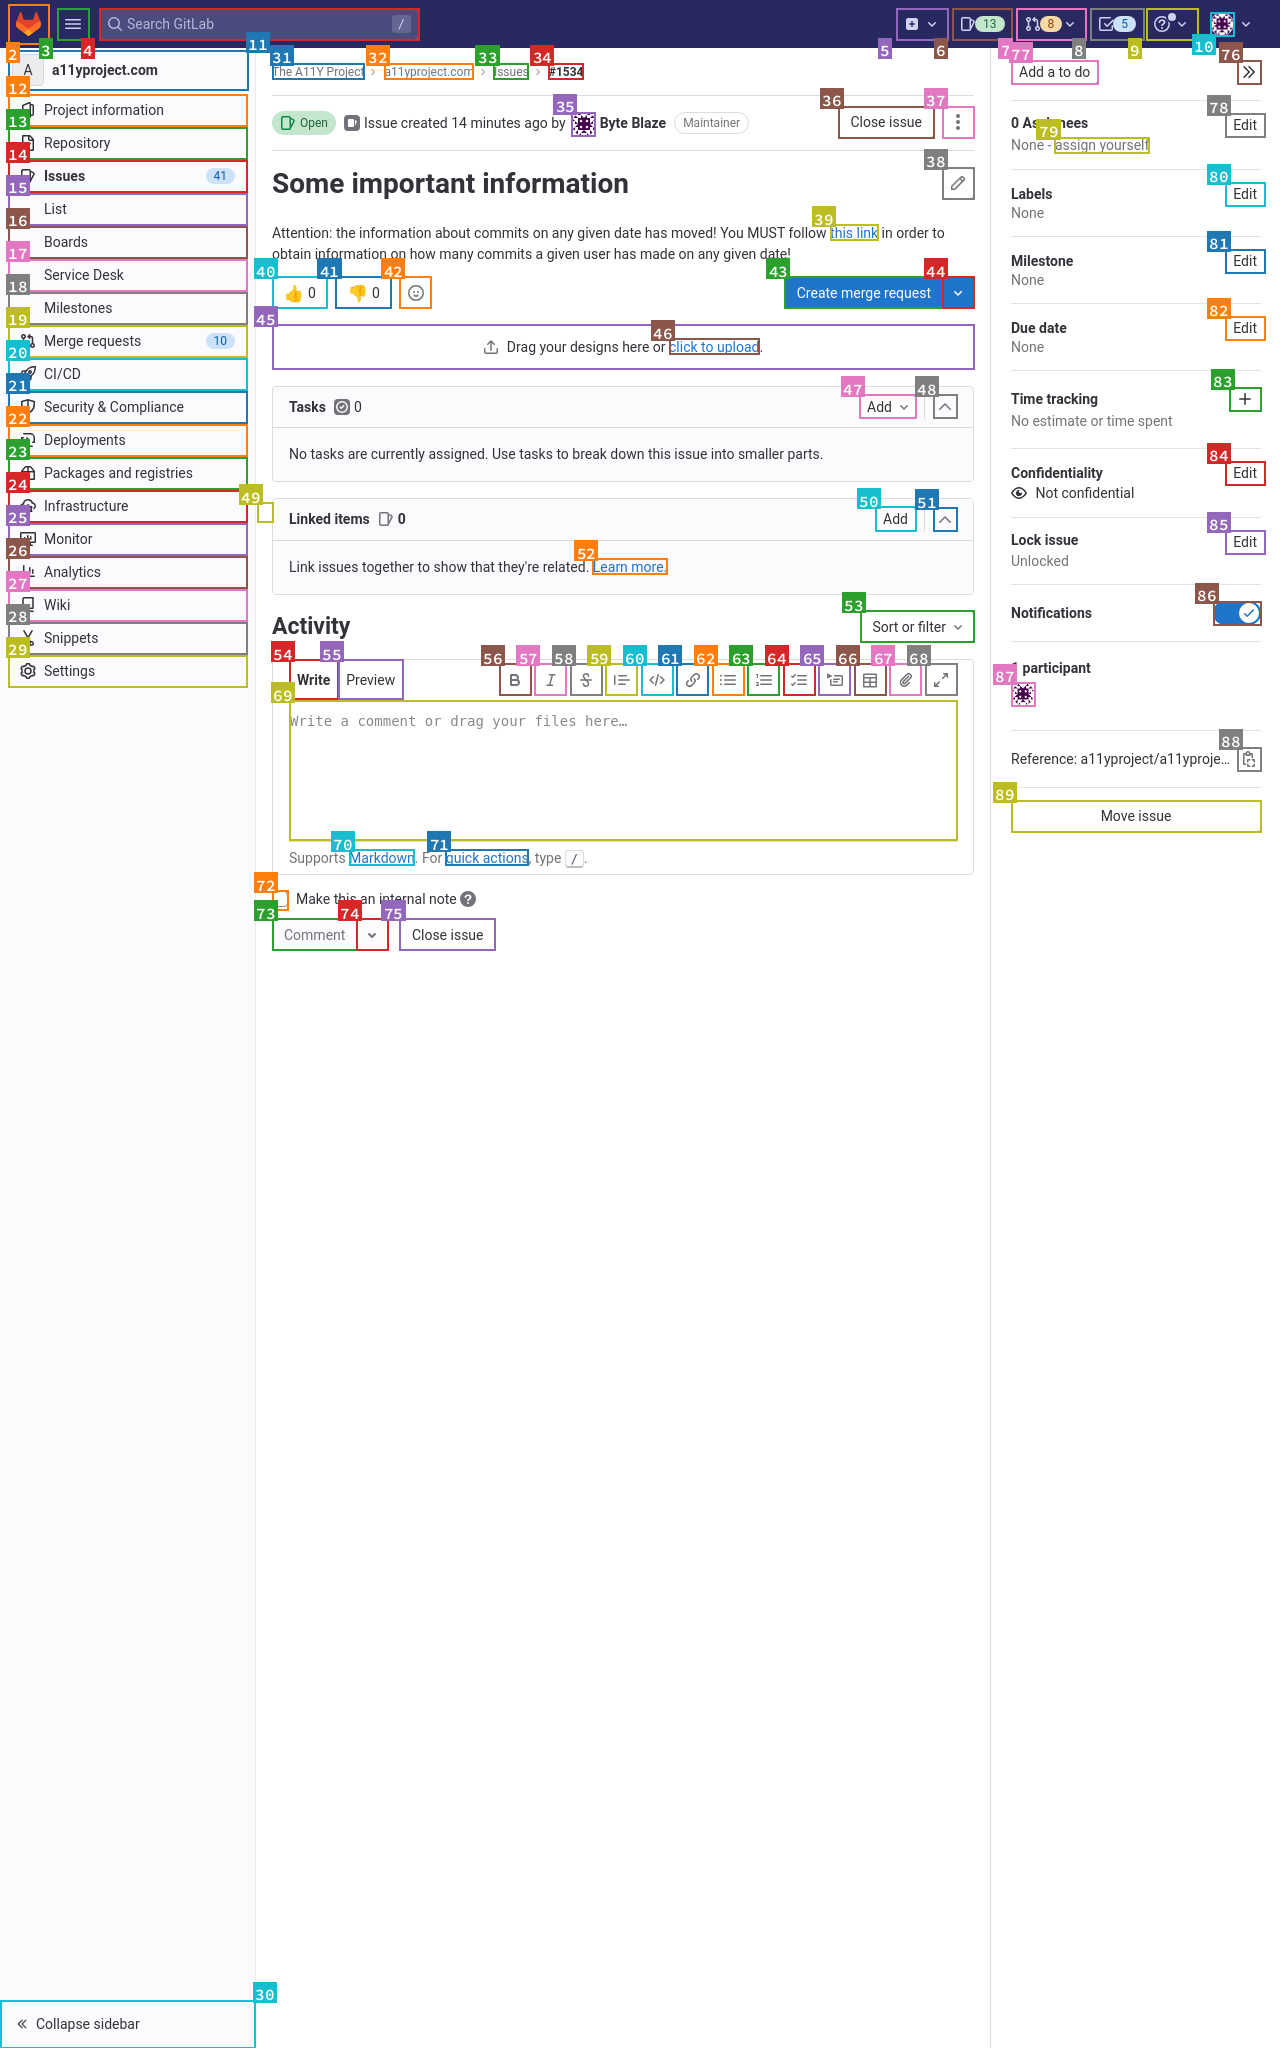 Search GitLab /
13
8
5
2
3
4
5
6
7
8
9
10
11
12
A a11yproject.com
Project information
13
Repository
14
Issues 41
15
List
16
Boards
17
Service Desk
18
Milestones
19
Merge requests 10
20
CI/CD
21
Security & Compliance
22
Deployments
23
Packages and registries
24
Infrastructure
25
Monitor
26
Analytics
27
Wiki
28
Snippets
29
Settings
30
Collapse sidebar
31 32 33 34
The A11Y Project › a11yproject.com › Issues › #1534
35 36 37
Open Issue created 14 minutes ago by Byte Blaze Maintainer Close issue
38
Some important information
39
Attention: the information about commits on any given date has moved! You MUST follow this link in order to
obtain information on how many commits a given user has made on any given date!
40 41 42 43 44
👍 0 👎 0 Create merge request
45 46
Drag your designs here or click to upload.
47 48
Tasks 0 Add
No tasks are currently assigned. Use tasks to break down this issue into smaller parts.
49 50 51
Linked items 0 Add
52
Link issues together to show that they're related. Learn more.
53
Activity Sort or filter
54 55 56 57 58 59 60 61 62 63 64 65 66 67 68
Write Preview B I S
69
Write a comment or drag your files here…
70 71
Supports Markdown. For quick actions, type / .
72
Make this an internal note ?
73 74 75
Comment Close issue
76
77
Add a to do
78
0 Assignees Edit
79
None - assign yourself
80
Labels Edit
None
81
Milestone Edit
None
82
Due date Edit
None
83
Time tracking +
No estimate or time spent
84
Confidentiality Edit
Not confidential
85
Lock issue Edit
Unlocked
86
Notifications
1 participant
87
88
Reference: a11yproject/a11yproje…
89
Move issue